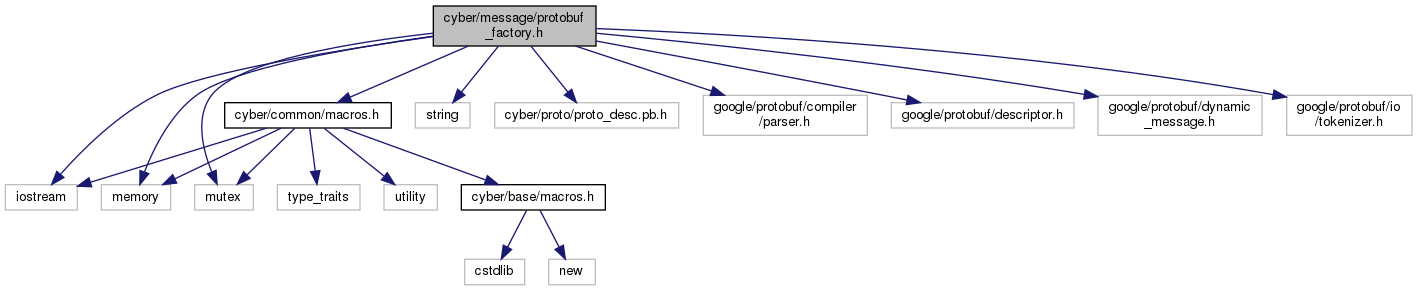 cyber/message/protobuf
_factory.h
cyber/common/macros.h
string
cyber/proto/proto_desc.pb.h
google/protobuf/compiler
/parser.h
google/protobuf/descriptor.h
google/protobuf/dynamic
_message.h
google/protobuf/io
/tokenizer.h
iostream
memory
mutex
type_traits
utility
cyber/base/macros.h
cstdlib
new